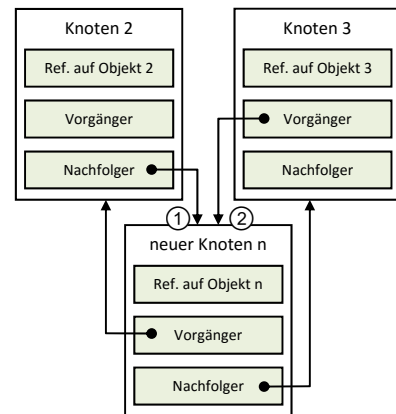 Knoten 2
Ref. auf Objekt 2
Vorgänger
Nachfolger
Knoten 3
Ref. auf Objekt 3
Vorgänger
Nachfolger
1
2
neuer Knoten n
Ref. auf Objekt n
Vorgänger
Nachfolger